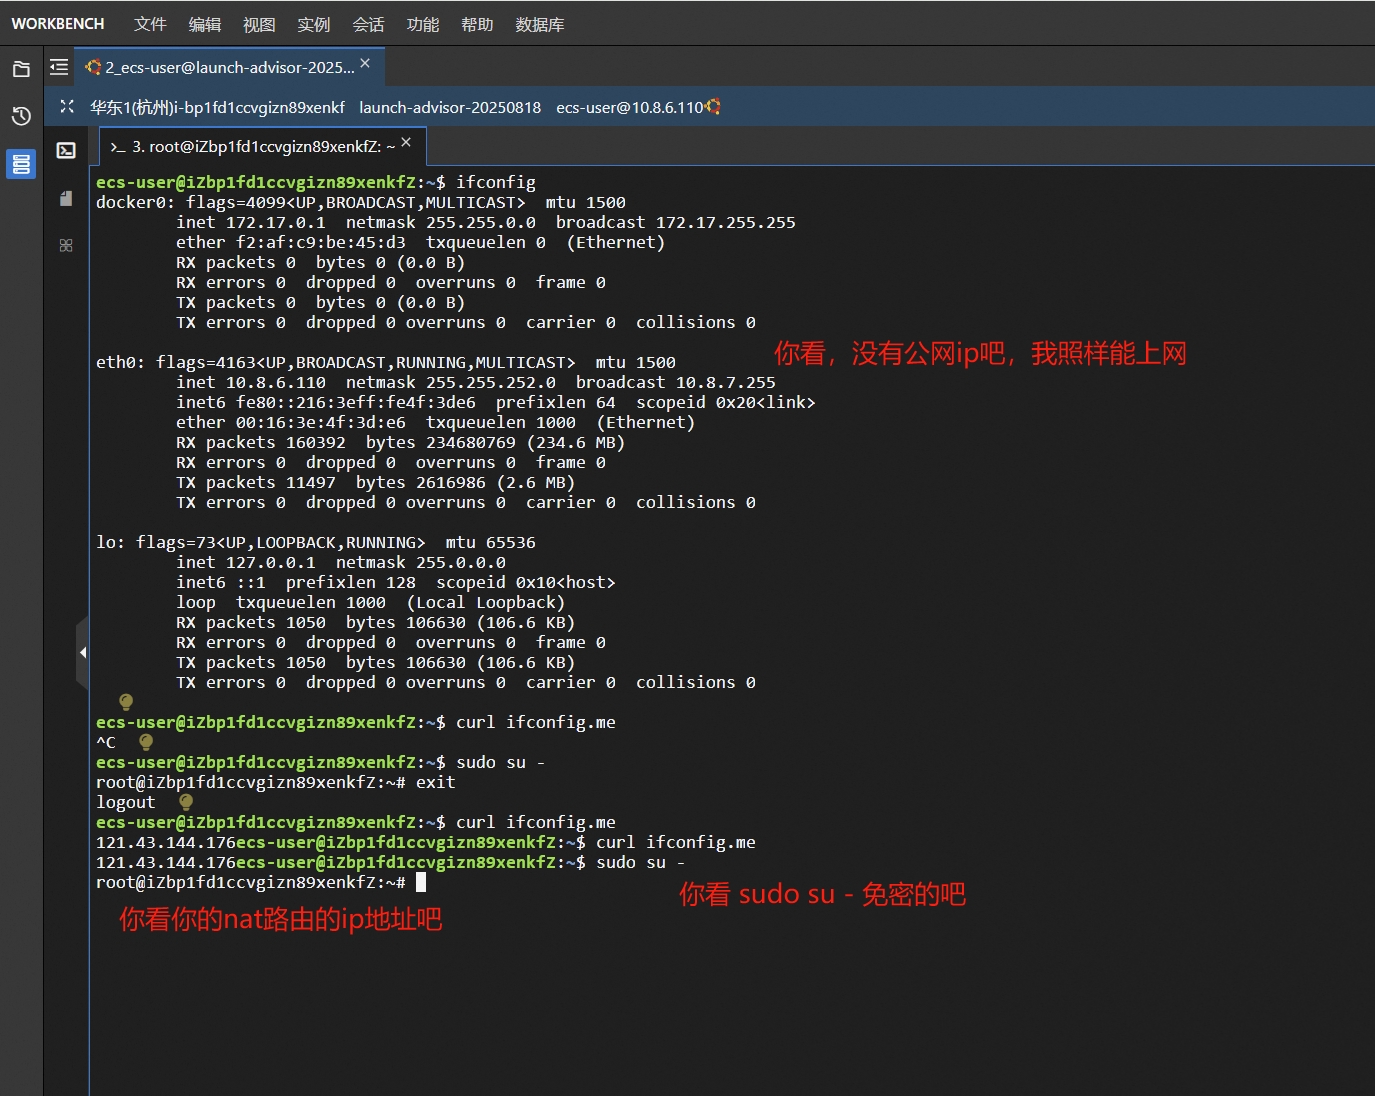 WORKBENCH 文件 编辑 视图 实例 会话 功能 帮助 数据库
2_ecs-user@launch-advisor-2025... ×
华东1(杭州)i-bp1fd1ccvgizn89xenkf launch-advisor-20250818 ecs-user@10.8.6.110
>_ 3. root@iZbp1fd1ccvgizn89xenkfZ: ~ ×
ecs-user@iZbp1fd1ccvgizn89xenkfZ:~$ ifconfig
docker0: flags=4099<UP,BROADCAST,MULTICAST>  mtu 1500
        inet 172.17.0.1  netmask 255.255.0.0  broadcast 172.17.255.255
        ether f2:af:c9:be:45:d3  txqueuelen 0  (Ethernet)
        RX packets 0  bytes 0 (0.0 B)
        RX errors 0  dropped 0  overruns 0  frame 0
        TX packets 0  bytes 0 (0.0 B)
        TX errors 0  dropped 0 overruns 0  carrier 0  collisions 0
你看，没有公网ip吧，我照样能上网
eth0: flags=4163<UP,BROADCAST,RUNNING,MULTICAST>  mtu 1500
        inet 10.8.6.110  netmask 255.255.252.0  broadcast 10.8.7.255
        inet6 fe80::216:3eff:fe4f:3de6  prefixlen 64  scopeid 0x20<link>
        ether 00:16:3e:4f:3d:e6  txqueuelen 1000  (Ethernet)
        RX packets 160392  bytes 234680769 (234.6 MB)
        RX errors 0  dropped 0  overruns 0  frame 0
        TX packets 11497  bytes 2616986 (2.6 MB)
        TX errors 0  dropped 0 overruns 0  carrier 0  collisions 0
lo: flags=73<UP,LOOPBACK,RUNNING>  mtu 65536
        inet 127.0.0.1  netmask 255.0.0.0
        inet6 ::1  prefixlen 128  scopeid 0x10<host>
        loop  txqueuelen 1000  (Local Loopback)
        RX packets 1050  bytes 106630 (106.6 KB)
        RX errors 0  dropped 0  overruns 0  frame 0
        TX packets 1050  bytes 106630 (106.6 KB)
        TX errors 0  dropped 0 overruns 0  carrier 0  collisions 0
ecs-user@iZbp1fd1ccvgizn89xenkfZ:~$ curl ifconfig.me
^C
ecs-user@iZbp1fd1ccvgizn89xenkfZ:~$ sudo su -
root@iZbp1fd1ccvgizn89xenkfZ:~# exit
logout
ecs-user@iZbp1fd1ccvgizn89xenkfZ:~$ curl ifconfig.me
121.43.144.176ecs-user@iZbp1fd1ccvgizn89xenkfZ:~$ curl ifconfig.me
121.43.144.176ecs-user@iZbp1fd1ccvgizn89xenkfZ:~$ sudo su -
root@iZbp1fd1ccvgizn89xenkfZ:~#
你看 sudo su - 免密的吧
你看你的nat路由的ip地址吧